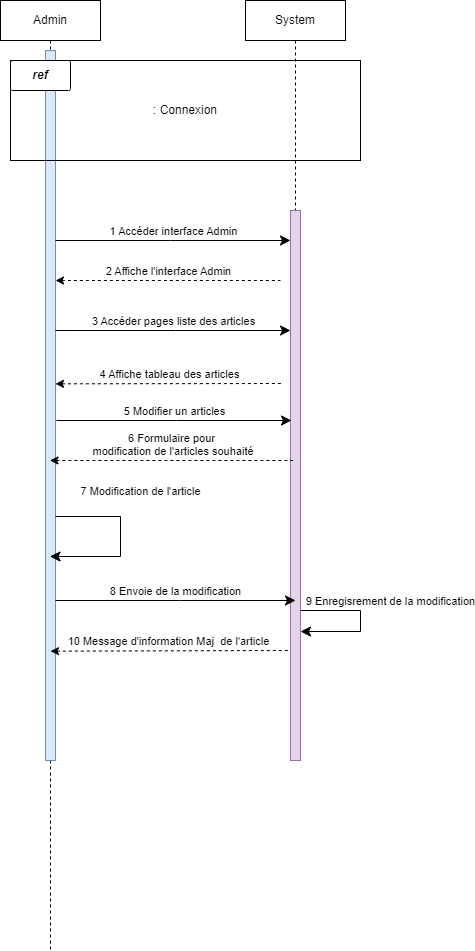 Admin
System
ref
: Connexion
1 Accéder interface Admin
2 Affiche l'interface Admin
3 Accéder pages liste des articles
4 Affiche tableau des articles
5 Modifier un articles
6 Formulaire pour
modification de l'articles souhaité
7 Modification de l'article
8 Envoie de la modification
9 Enregisrement de la modification
10 Message d'information Maj de l'article